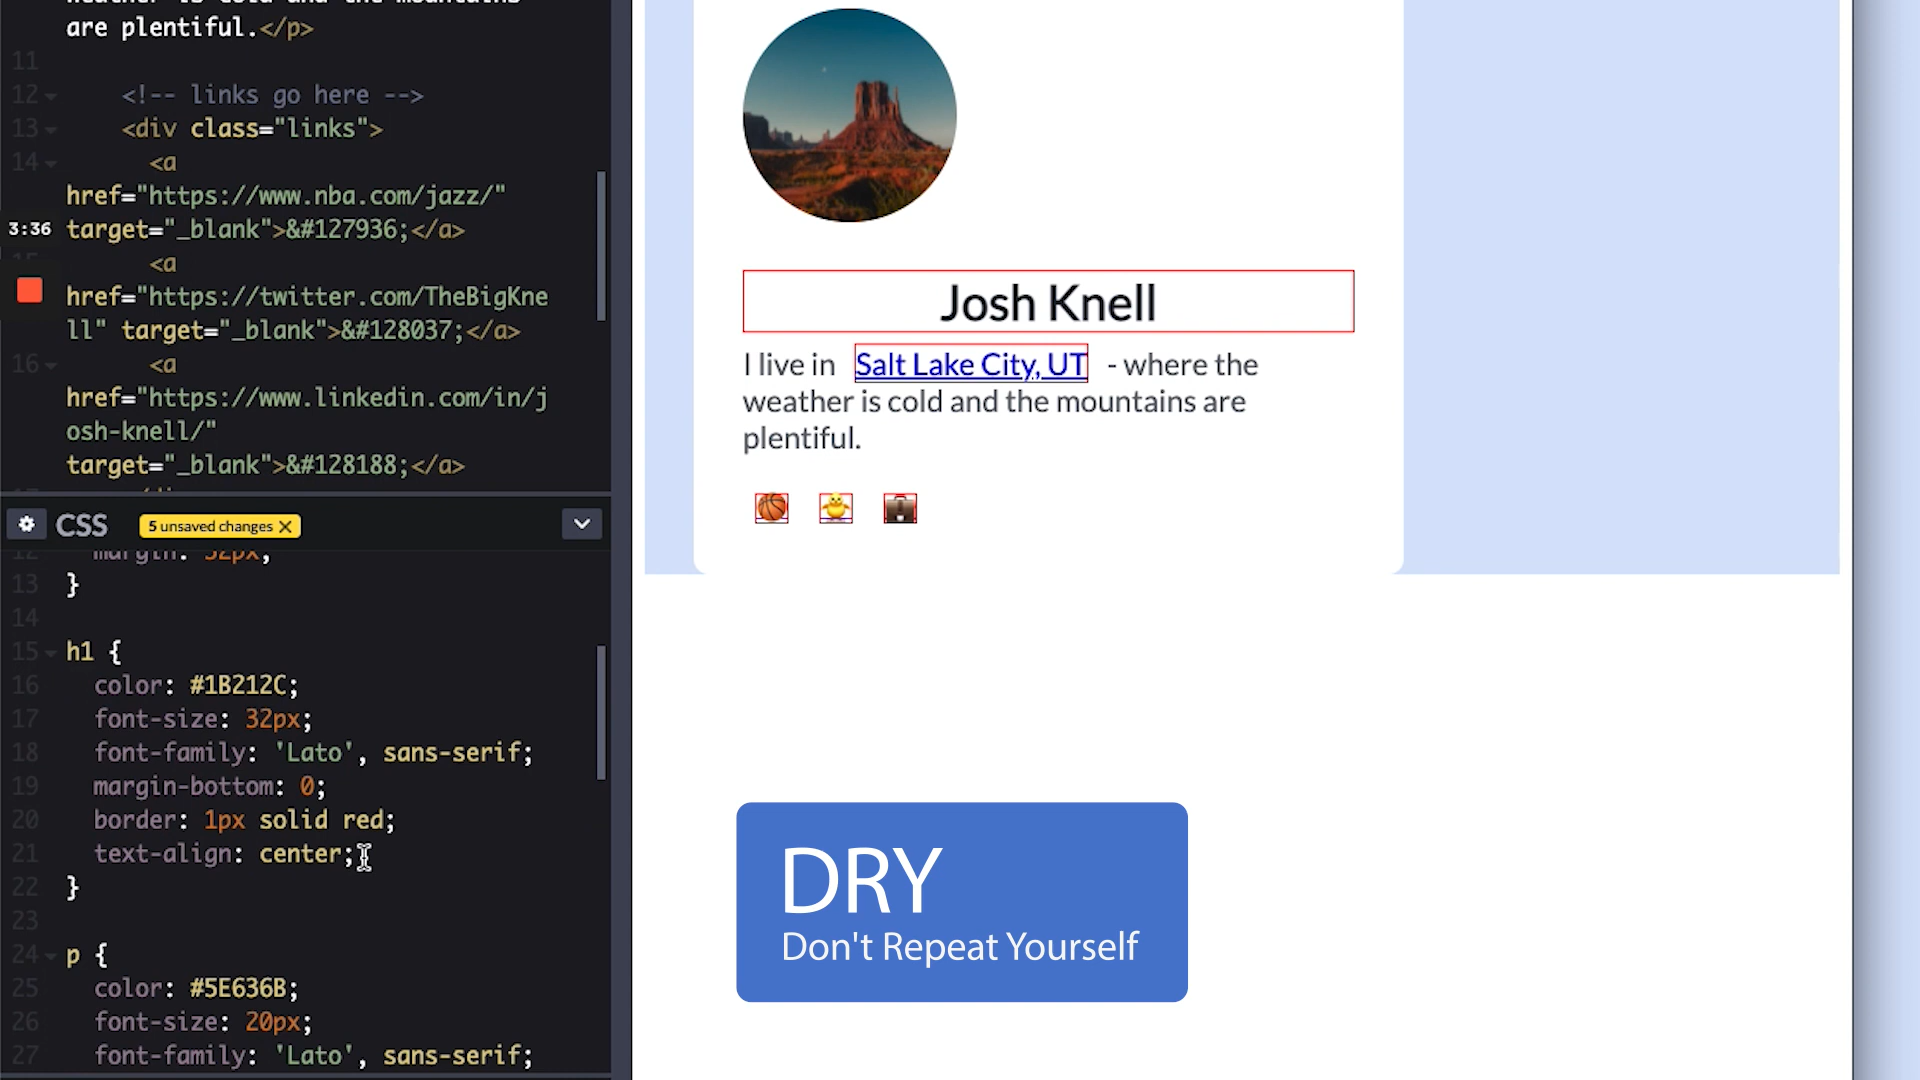 are plentiful.</p>
11
12 <!-- links go here -->
13 <div class="links">
14 <a
href="https://www.nba.com/jazz/"
3:36
target="_blank">&#127936;</a>
<a
href="https://twitter.com/TheBigKne
ll" target="_blank">&#128037;</a>
16 <a
href="https://www.linkedin.com/in/j
osh-knell/"
target="_blank">&#128188;</a>
CSS
5 unsaved changes
12 margin: 32px;
13 }
14
15 h1 {
16 color: #1B212C;
17 font-size: 32px;
18 font-family: 'Lato', sans-serif;
19 margin-bottom: 0;
20 border: 1px solid red;
21 text-align: center;
22 }
23
24 p {
25 color: #5E636B;
26 font-size: 20px;
27 font-family: 'Lato', sans-serif;
Josh Knell
I live in Salt Lake City, UT - where the
weather is cold and the mountains are
plentiful.
DRY
Don't Repeat Yourself